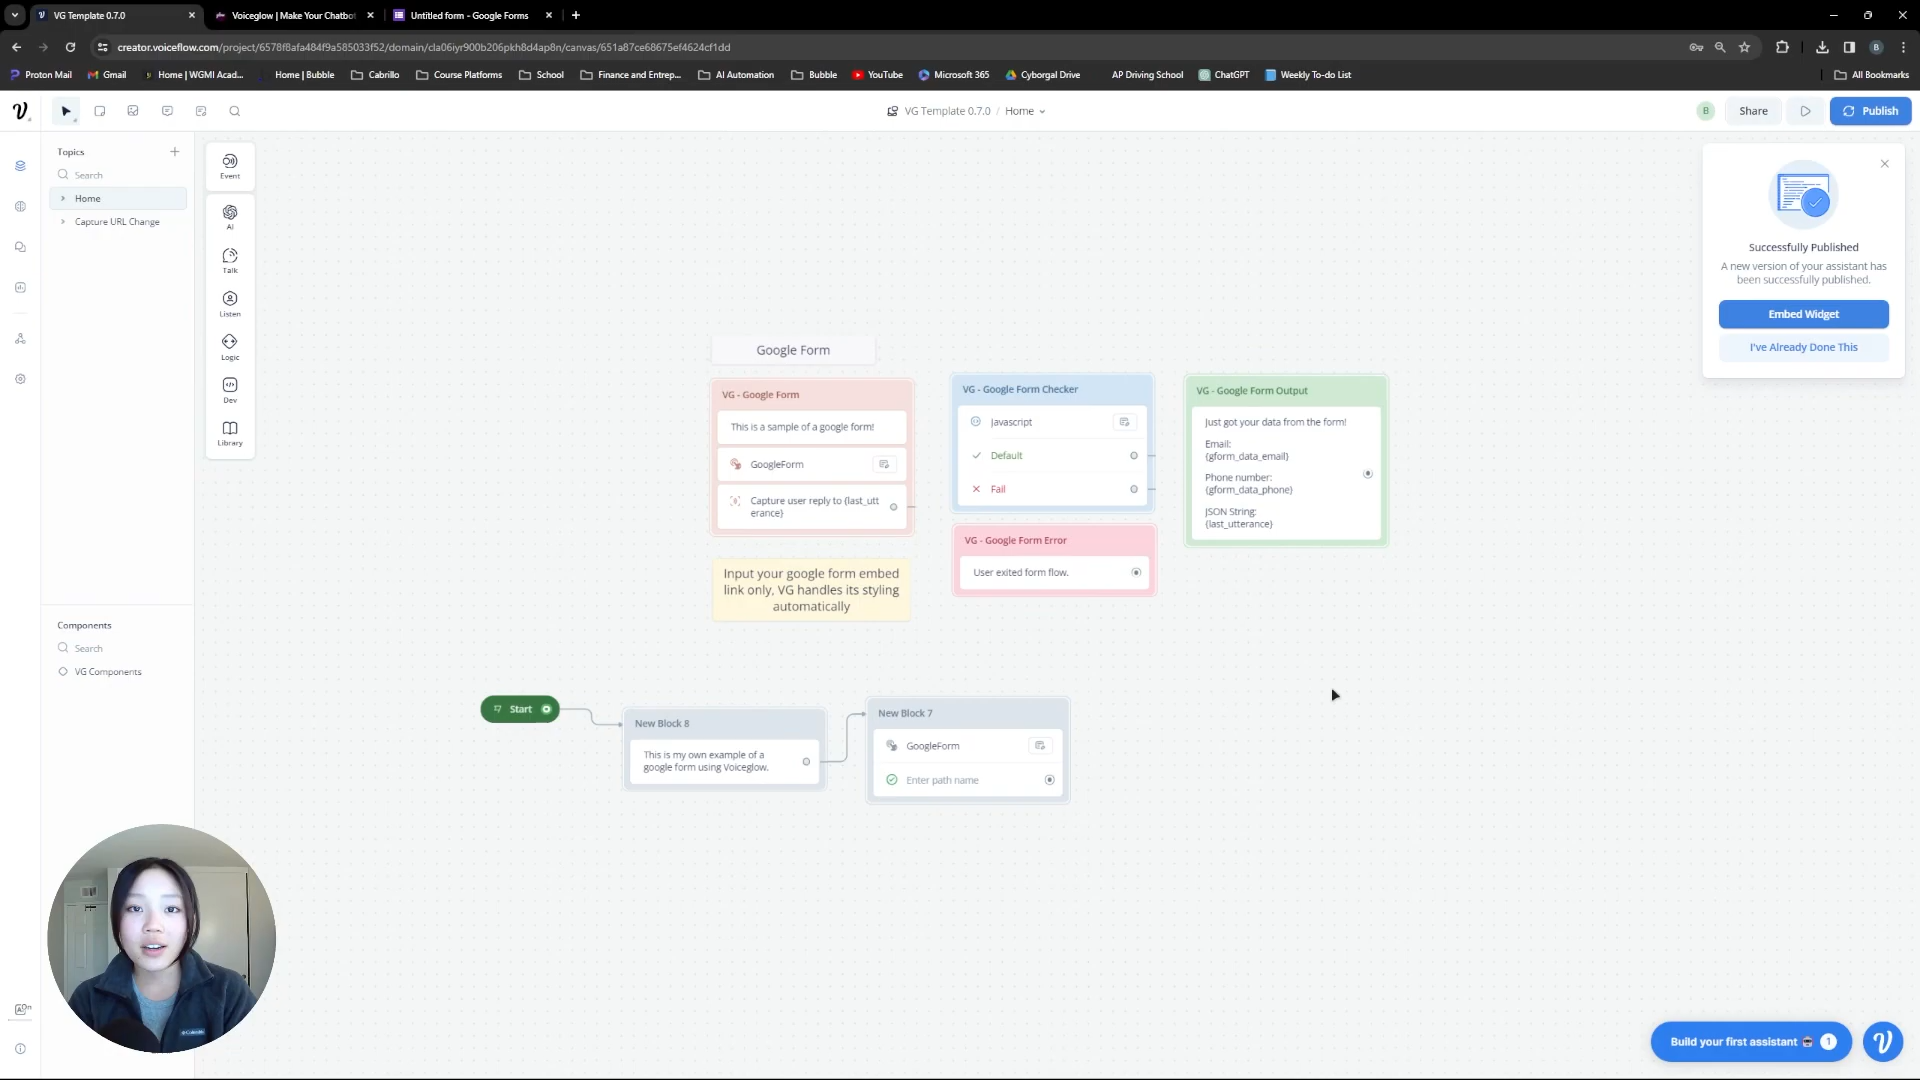 VG Template 0.7.0
Voiceglow | Make Your Chatbot
Untitled form - Google Forms
creator.voiceflow.com/project/6578f8afa484f9a585033f52/domain/cla06iyr900b206pkh8d4ap8n/canvas/651a87ce68675ef4624cf1dd
B
Proton Mail
Gmail
Home | WGMI Acad...
Home | Bubble
Cabrillo
Course Platforms
School
Finance and Entrep...
AI Automation
Bubble
YouTube
Microsoft 365
Cyborgal Drive
AP Driving School
ChatGPT
Weekly To-do List
All Bookmarks
VG Template 0.7.0 / Home
B
Share
Publish
Topics
Search
Home
Capture URL Change
Event
AI
Talk
Listen
Logic
Dev
Library
Successfully Published
A new version of your assistant has
been successfully published.
Embed Widget
I've Already Done This
Google Form
VG - Google Form
This is a sample of a google form!
GoogleForm
Capture user reply to {last_utt
erance}
VG - Google Form Checker
Javascript
Default
Fail
VG - Google Form Error
User exited form flow.
VG - Google Form Output
Just got your data from the form!
Email:
{gform_data_email}
Phone number:
{gform_data_phone}
JSON String:
{last_utterance}
Input your google form embed
link only, VG handles its styling
automatically
Components
Search
VG Components
Start
New Block 8
This is my own example of a
google form using Voiceglow.
New Block 7
GoogleForm
Enter path name
Columbia
Build your first assistant
1